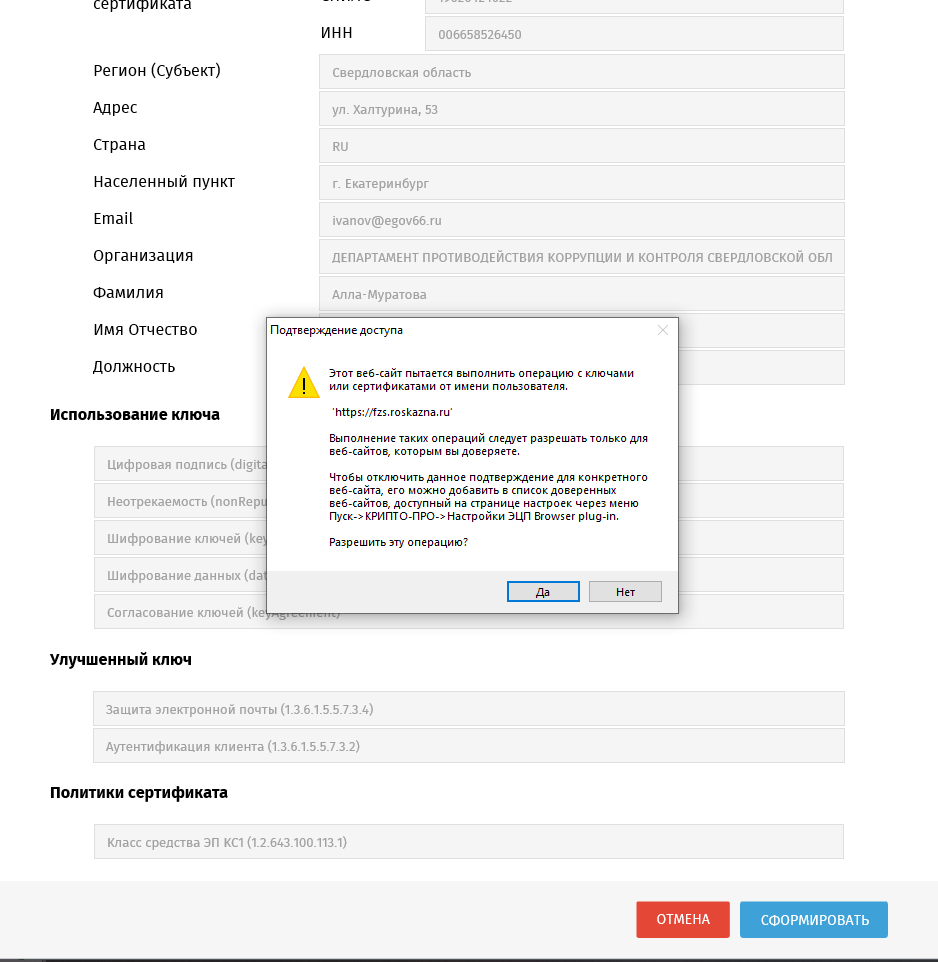 сертификата
ИНН
006658526450
Регион (Субъект)
Свердловская область
Адрес
ул. Халтурина, 53
Страна
RU
Населенный пункт
г. Екатеринбург
Email
ivanov@egov66.ru
Организация
ДЕПАРТАМЕНТ ПРОТИВОДЕЙСТВИЯ КОРРУПЦИИ И КОНТРОЛЯ СВЕРДЛОВСКОЙ ОБЛ
Фамилия
Алла-Муратова
Имя Отчество
Должность
Подтверждение доступа
Этот веб-сайт пытается выполнить операцию с ключами
или сертификатами от имени пользователя.
'https://fzs.roskazna.ru'
Выполнение таких операций следует разрешать только для
веб-сайтов, которым вы доверяете.
Чтобы отключить данное подтверждение для конкретного
веб-сайта, его можно добавить в список доверенных
веб-сайтов, доступный на странице настроек через меню
Пуск->КРИПТО-ПРО->Настройки ЭЦП Browser plug-in.
Разрешить эту операцию?
Да
Нет
Использование ключа
Цифровая подпись (digita
Неотрекаемость (nonRepu
Шифрование ключей (key
Шифрование данных (dat
Согласование ключей (keyAgreement)
Улучшенный ключ
Защита электронной почты (1.3.6.1.5.5.7.3.4)
Аутентификация клиента (1.3.6.1.5.5.7.3.2)
Политики сертификата
Класс средства ЭП КС1 (1.2.643.100.113.1)
ОТМЕНА
СФОРМИРОВАТЬ